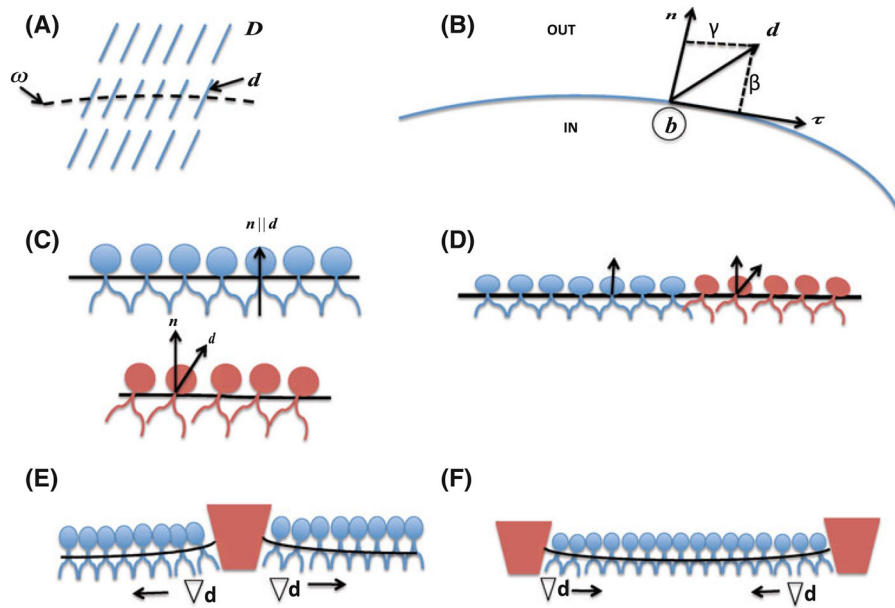 (A)
D
ω
d
(B)
OUT
n
γ
d
β
IN
b
τ
(C)
n||d
n
d
(D)
(E)
▽d
▽d
(F)
▽d
▽d